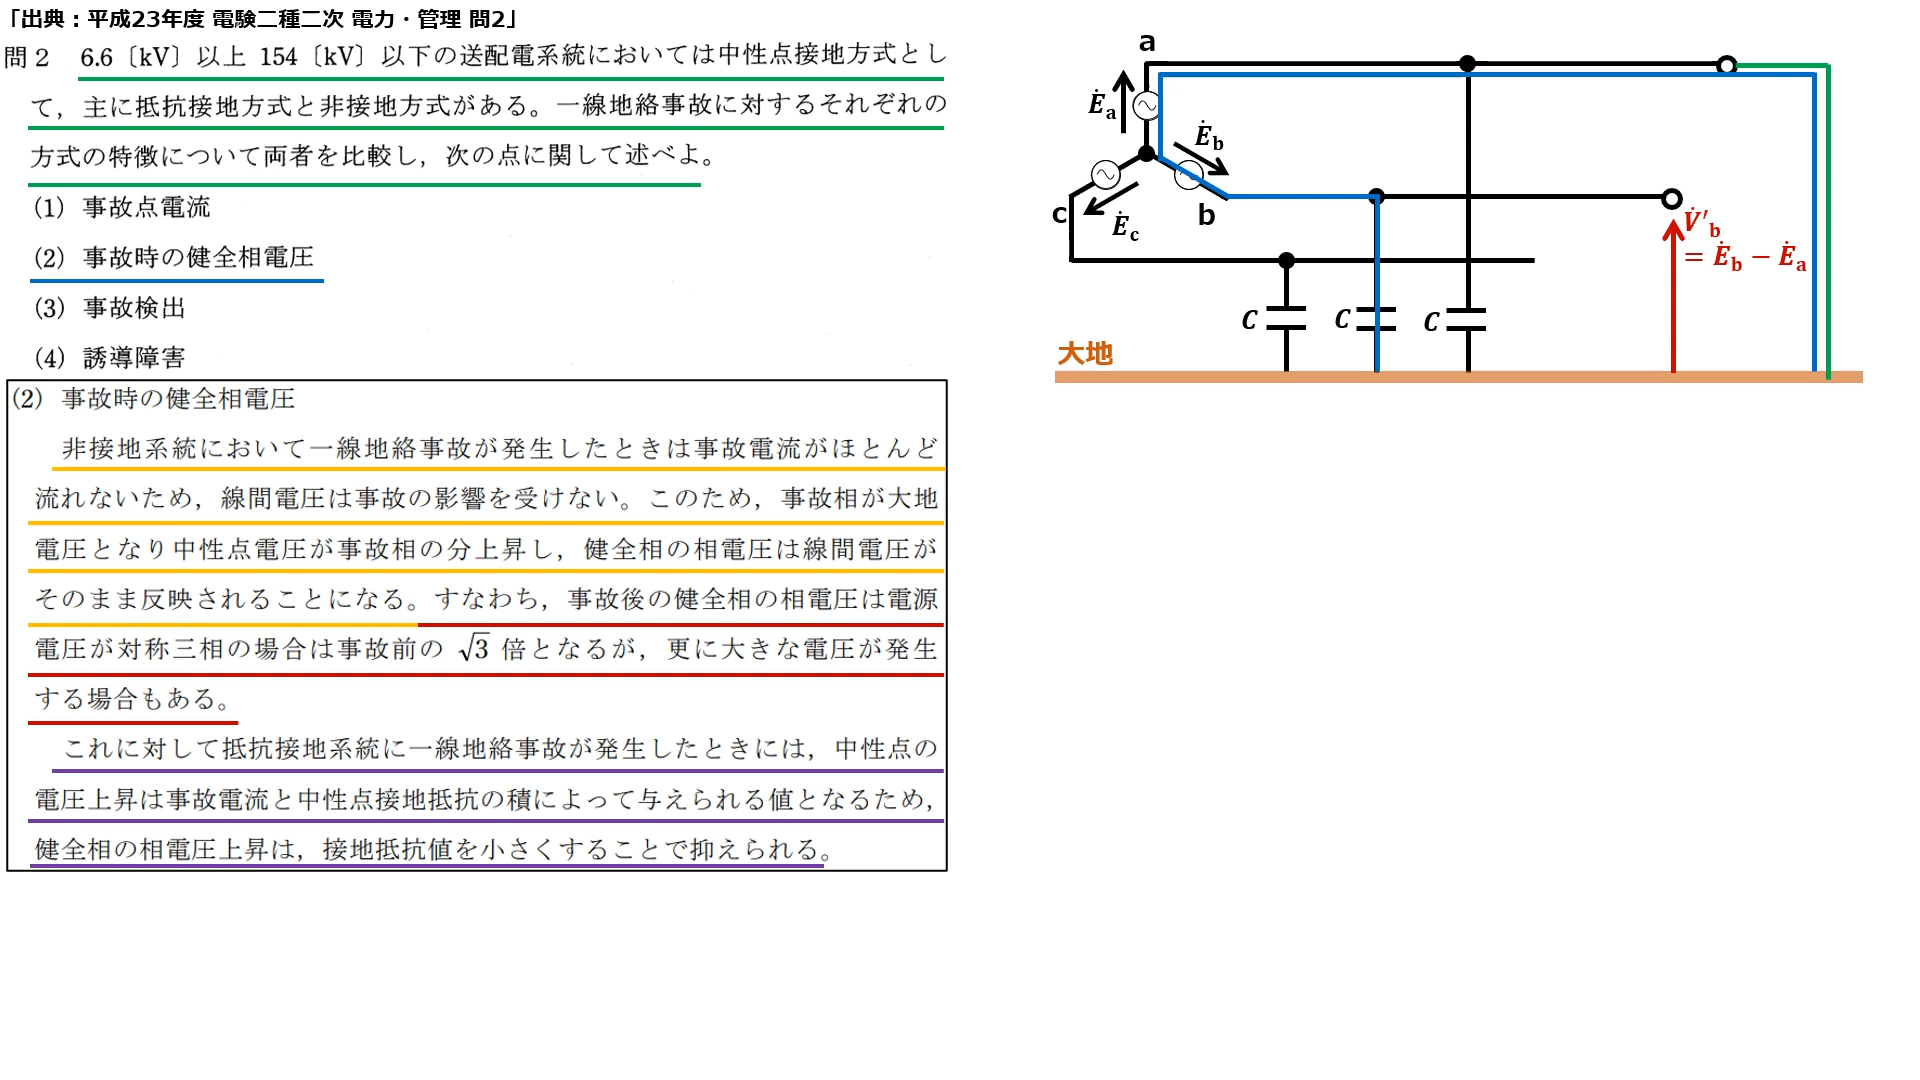 「出典：平成23年度 電験二種二次 電力・管理 問2」
問２　6.6〔kV〕以上 154〔kV〕以下の送配電系統においては中性点接地方式とし
て，主に抵抗接地方式と非接地方式がある。一線地絡事故に対するそれぞれの
方式の特徴について両者を比較し，次の点に関して述べよ。
(1) 事故点電流
(2) 事故時の健全相電圧
(3) 事故検出
(4) 誘導障害
(2) 事故時の健全相電圧
非接地系統において一線地絡事故が発生したときは事故電流がほとんど
流れないため，線間電圧は事故の影響を受けない。このため，事故相が大地
電圧となり中性点電圧が事故相の分上昇し，健全相の相電圧は線間電圧が
そのまま反映されることになる。すなわち，事故後の健全相の相電圧は電源
電圧が対称三相の場合は事故前の √3 倍となるが，更に大きな電圧が発生
する場合もある。
これに対して抵抗接地系統に一線地絡事故が発生したときには，中性点の
電圧上昇は事故電流と中性点接地抵抗の積によって与えられる値となるため，
健全相の相電圧上昇は，接地抵抗値を小さくすることで抑えられる。
a
Ėa
Ėb
c
Ėc
b
V̇′b
= Ėb − Ėa
C
C
C
大地